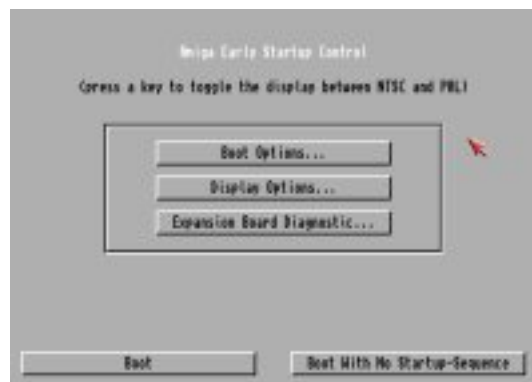 Amiga Early Startup Control
(press a key to toggle the display between NTSC and PAL)
Boot Options...
Display Options...
Expansion Board Diagnostic...
Boot
Boot With No Startup-Sequence